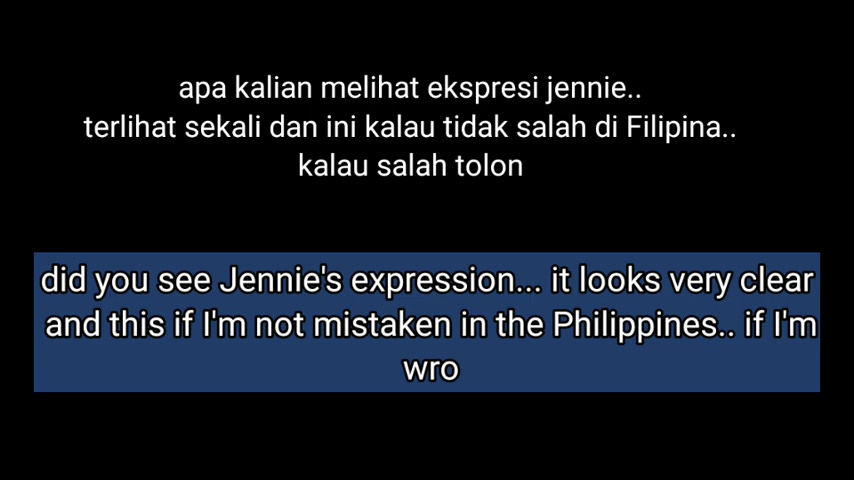 apa kalian melihat ekspresi jennie..
terlihat sekali dan ini kalau tidak salah di Filipina..
kalau salah tolon
did you see Jennie's expression... it looks very clear
and this if I'm not mistaken in the Philippines.. if I'm
wro